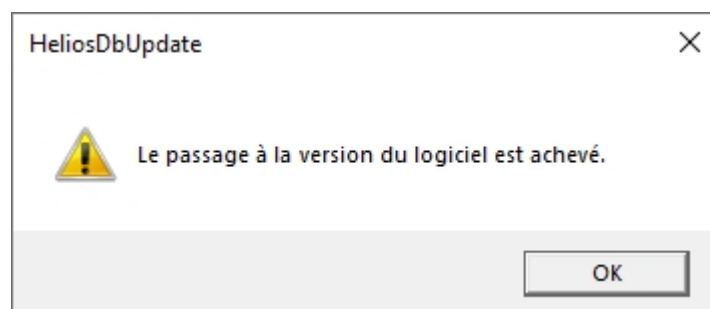 HeliosDbUpdate
Le passage à la version du logiciel est achevé.
OK